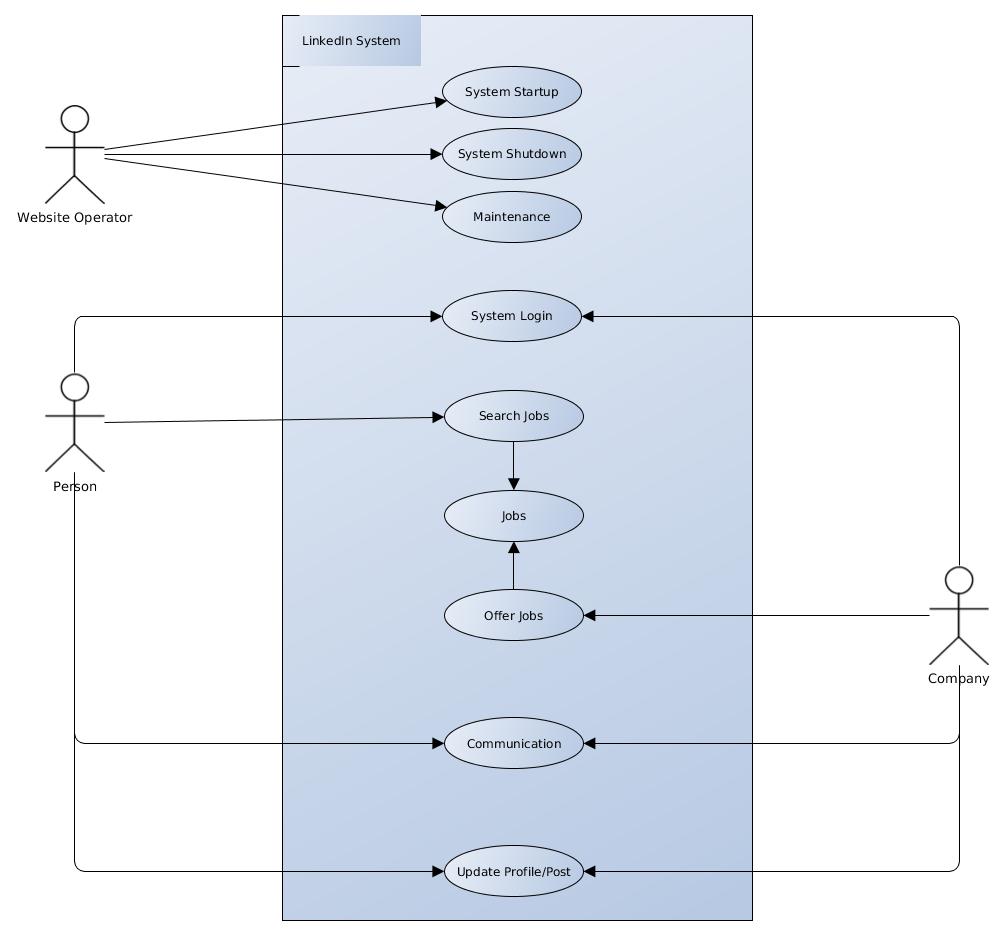 LinkedIn System
System Startup
System Shutdown
Maintenance
Website Operator
System Login
Search Jobs
Person
Jobs
Offer Jobs
Company
Communication
Update Profile/Post